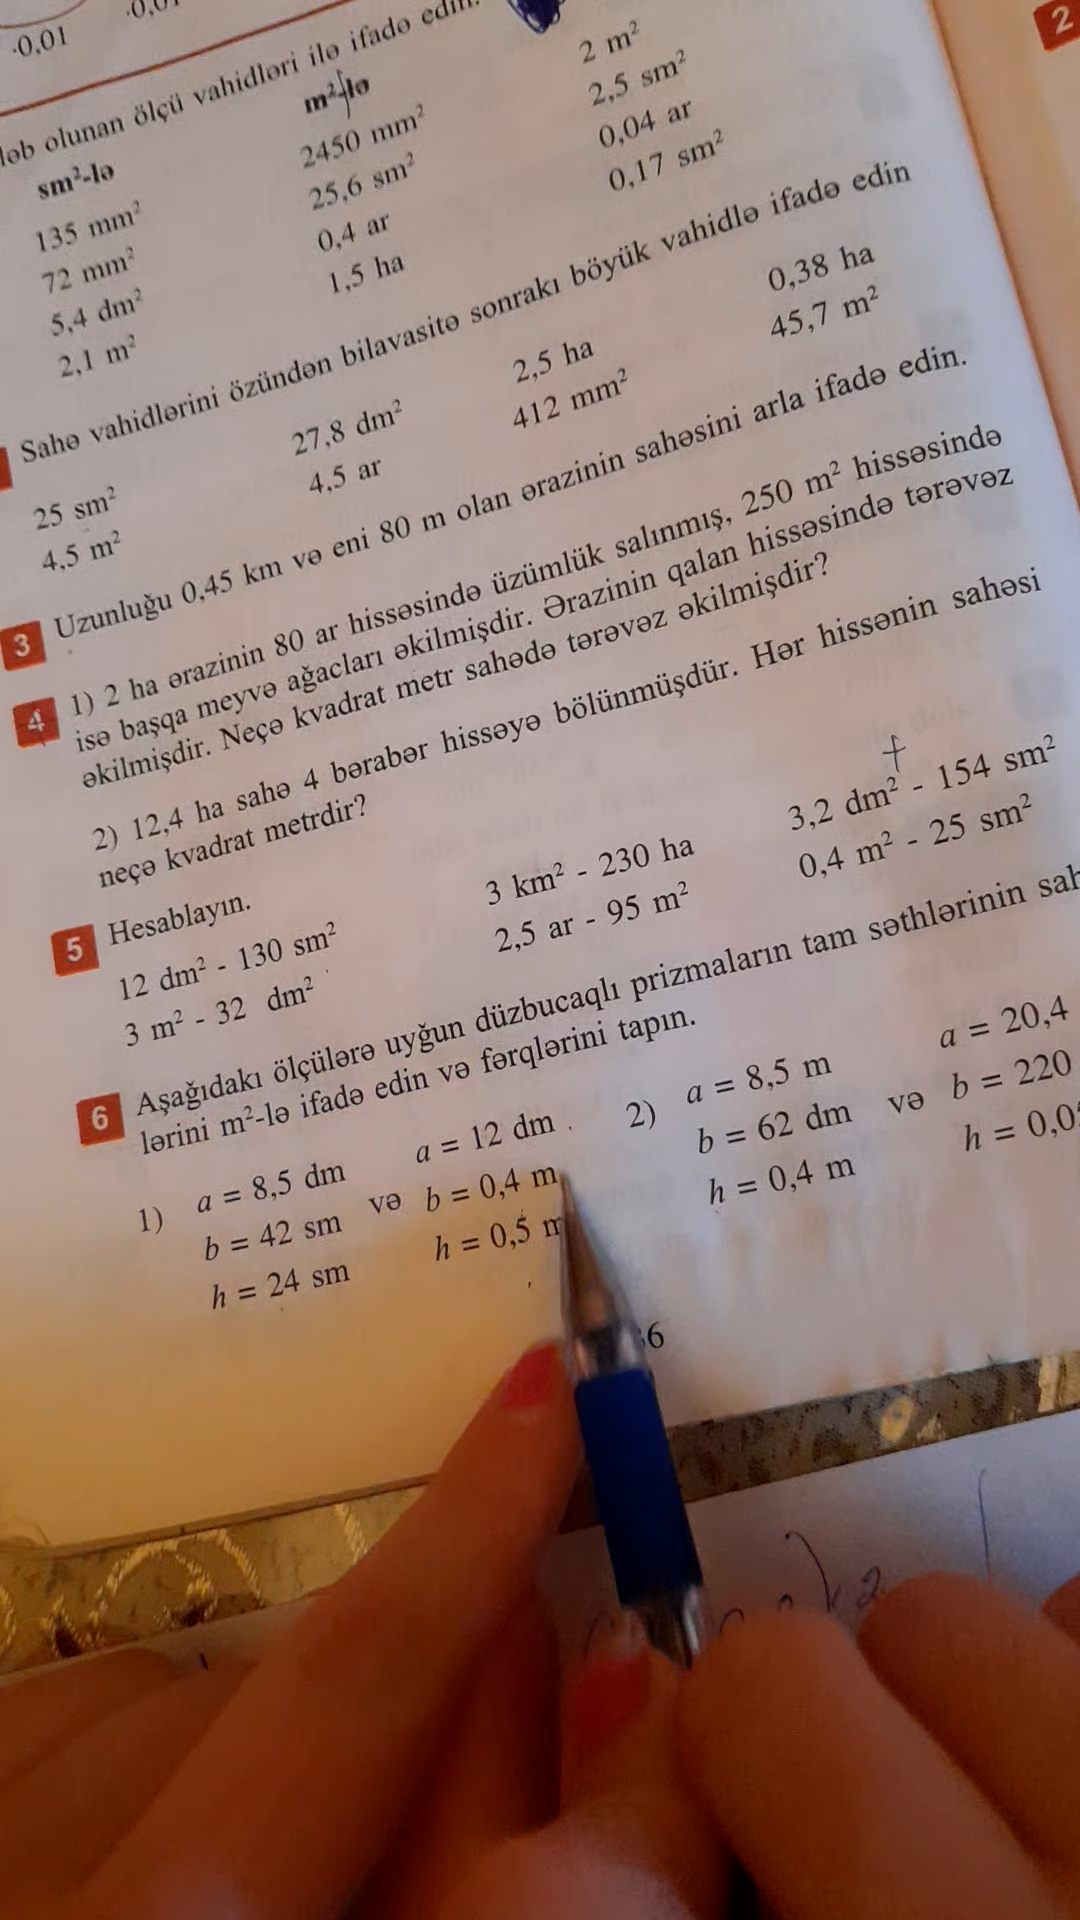 ·0,01
ölçü vahidləri ilə ifadə
olunan
sm²-lə
m²-lə
135 mm²
2450 mm²
2 m²
72 mm²
25,6 sm²
2,5 sm²
5,4 dm²
0,4 ar
0,04 ar
2,1 m²
1,5 ha
0,17 sm²
2
Sahə vahidlərini özündən bilavasitə sonrakı böyük vahidlə ifadə edin
25 sm²
27,8 dm²
2,5 ha
0,38 ha
4,5 m²
4,5 ar
412 mm²
45,7 m²
3 Uzunluğu 0,45 km və eni 80 m olan ərazinin sahəsini arla ifadə edin.
4 1) 2 ha ərazinin 80 ar hissəsində üzümlük salınmış, 250 m² hissəsində
isə başqa meyvə ağacları əkilmişdir. Ərazinin qalan hissəsində tərəvəz
əkilmişdir. Neçə kvadrat metr sahədə tərəvəz əkilmişdir?
2) 12,4 ha sahə 4 bərabər hissəyə bölünmüşdür. Hər hissənin sahəsi
neçə kvadrat metrdir?
5 Hesablayın.
12 dm² - 130 sm²
3 km² - 230 ha
3,2 dm² - 154 sm²
3 m² - 32 dm²
2,5 ar - 95 m²
0,4 m² - 25 sm²
6 Aşağıdakı ölçülərə uyğun düzbucaqlı prizmaların tam səthlərinin
lərini m²-lə ifadə edin və fərqlərini tapın.
1) a = 8,5 dm
b = 42 sm
h = 24 sm
və
a = 12 dm
b = 0,4 m
h = 0,5
2) a = 8,5 m
b = 62 dm
h = 0,4 m
və
a = 20,4
b = 220
h = 0,0